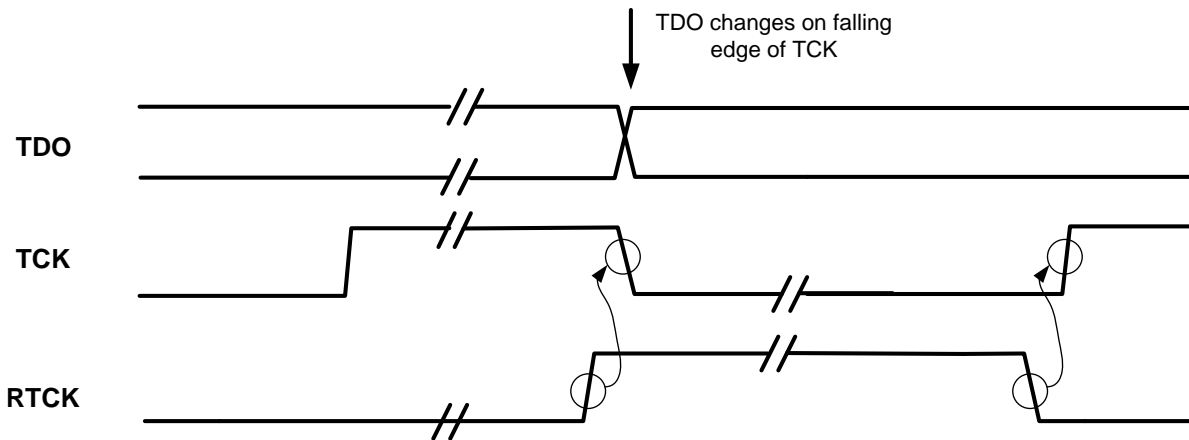 TDO changes on falling
edge of TCK
TDO
TCK
RTCK